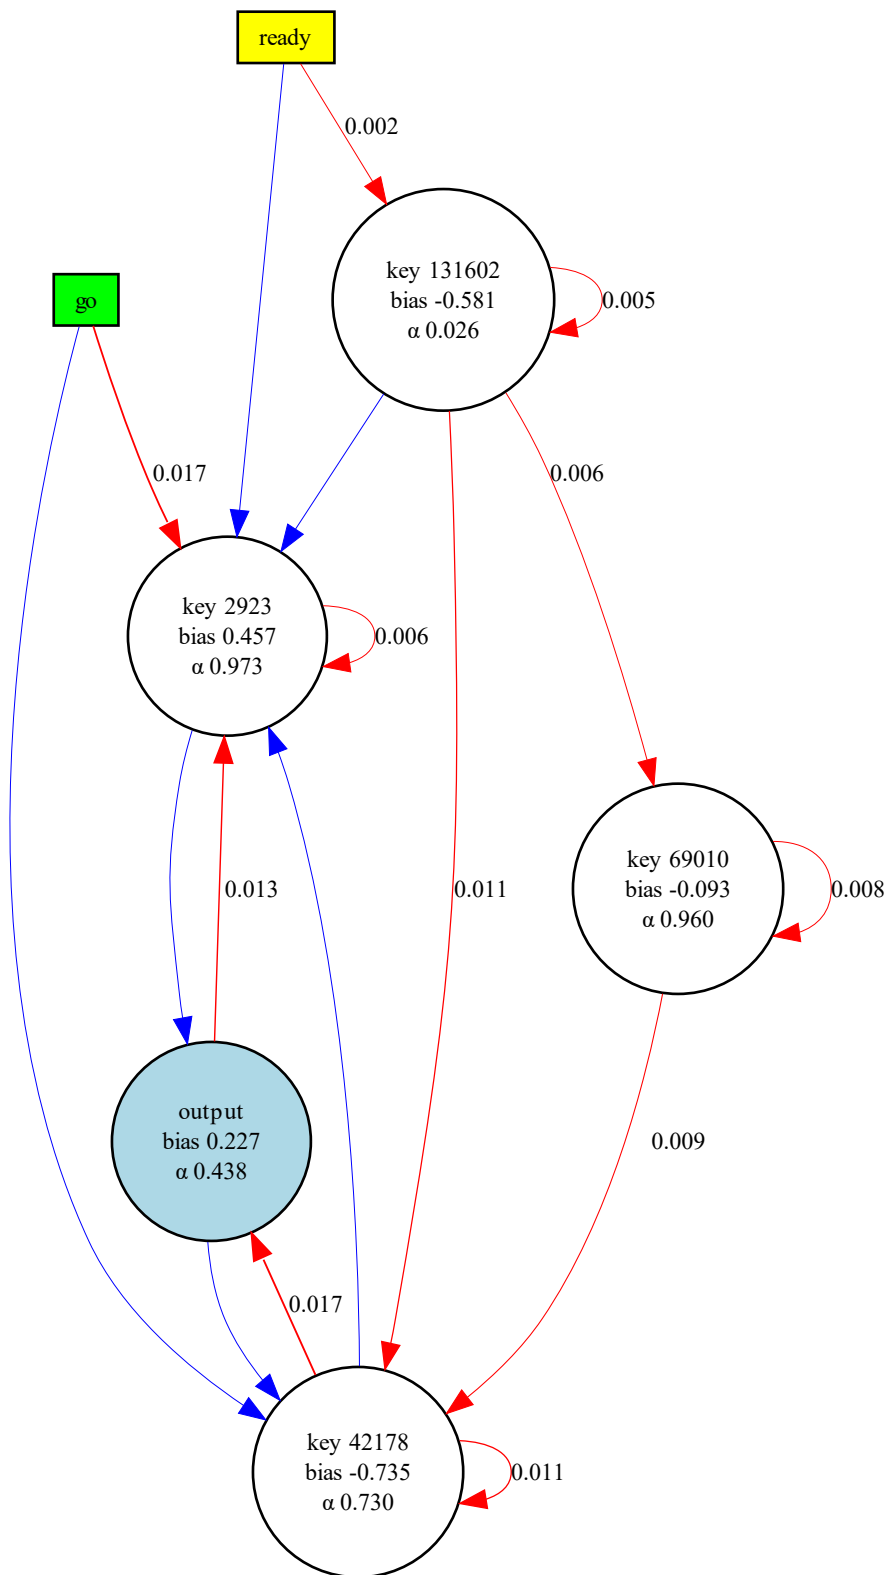 ready
0.002
key 131602
bias -0.581
α 0.026
0.005
go
0.017
0.006
key 2923
bias 0.457
α 0.973
0.006
key 69010
bias -0.093
α 0.960
0.008
0.013
0.011
output
bias 0.227
α 0.438
0.009
0.017
key 42178
bias -0.735
α 0.730
0.011